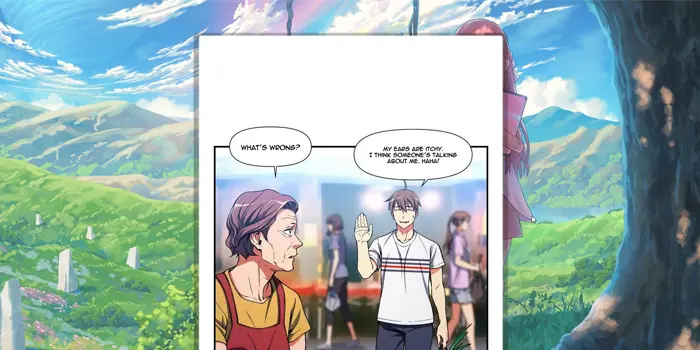 WHAT'S WRONG?
MY EARS ARE ITCHY.
I THINK SOMEONE'S TALKING
ABOUT ME. HAHA!